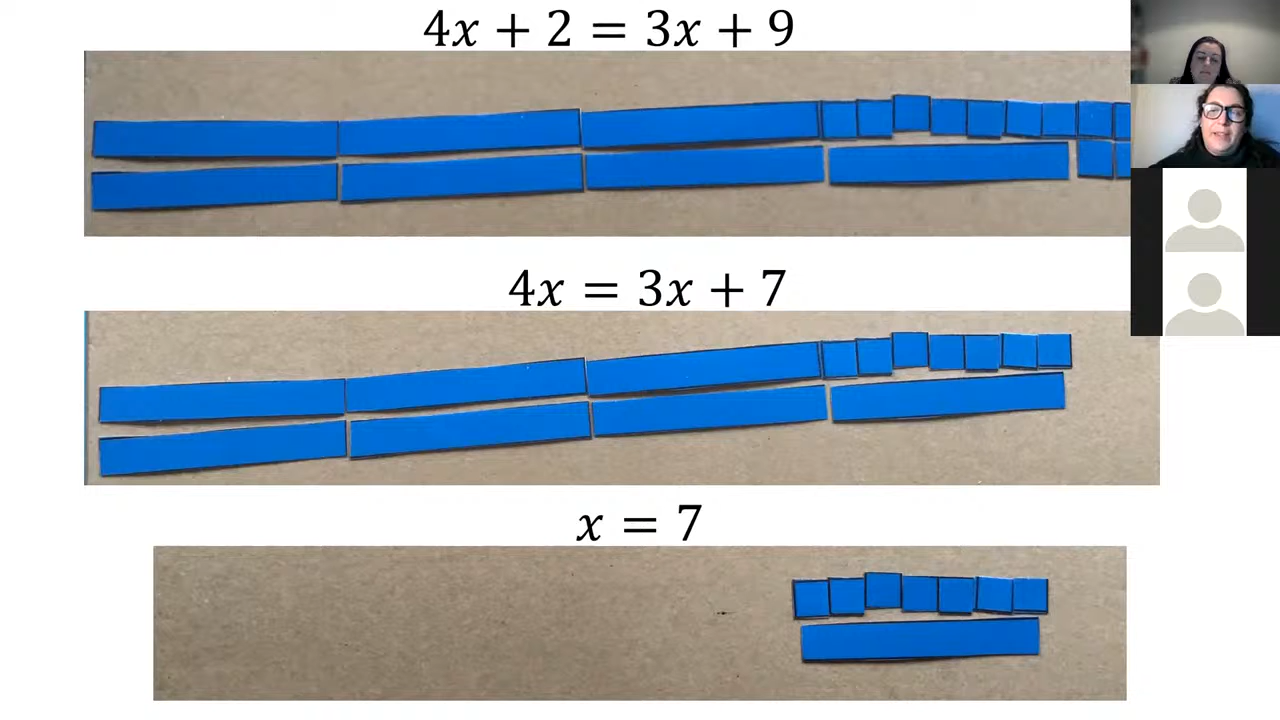 4x + 2 = 3x + 9
4x = 3x + 7
x = 7